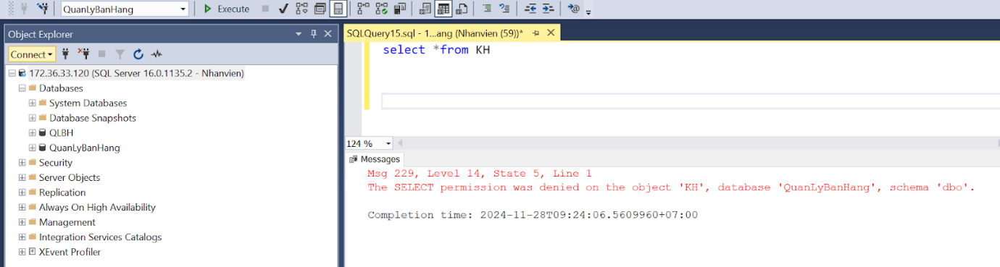 QuanLyBanHang
Execute
Object Explorer
Connect
172.36.33.120 (SQL Server 16.0.1135.2 - Nhanvien)
Databases
System Databases
Database Snapshots
QLBH
QuanLyBanHang
Security
Server Objects
Replication
Always On High Availability
Management
Integration Services Catalogs
XEvent Profiler
SQLQuery15.sql - 1...ang (Nhanvien (59))*
select *from KH
124 %
Messages
Msg 229, Level 14, State 5, Line 1
The SELECT permission was denied on the object 'KH', database 'QuanLyBanHang', schema 'dbo'.
Completion time: 2024-11-28T09:24:06.5609960+07:00